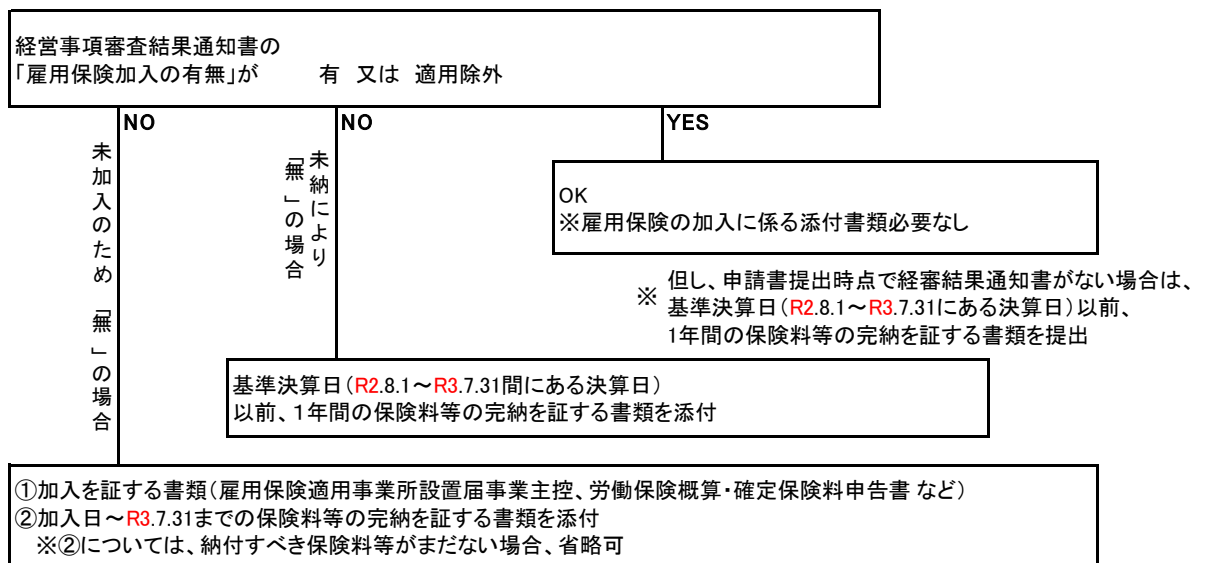 経営事項審査結果通知書の
「雇用保険加入の有無」が　　　有　又は　適用除外
NO
NO
YES
未加入のため「無」の場合
未納により
「無」の場合
OK
※雇用保険の加入に係る添付書類必要なし
※ 但し、申請書提出時点で経審結果通知書がない場合は、
基準決算日（R2.8.1～R3.7.31にある決算日）以前、
1年間の保険料等の完納を証する書類を提出
基準決算日（R2.8.1～R3.7.31間にある決算日）
以前、１年間の保険料等の完納を証する書類を添付
①加入を証する書類（雇用保険適用事業所設置届事業主控、労働保険概算・確定保険料申告書 など）
②加入日～R3.7.31までの保険料等の完納を証する書類を添付
※②については、納付すべき保険料等がまだない場合、省略可